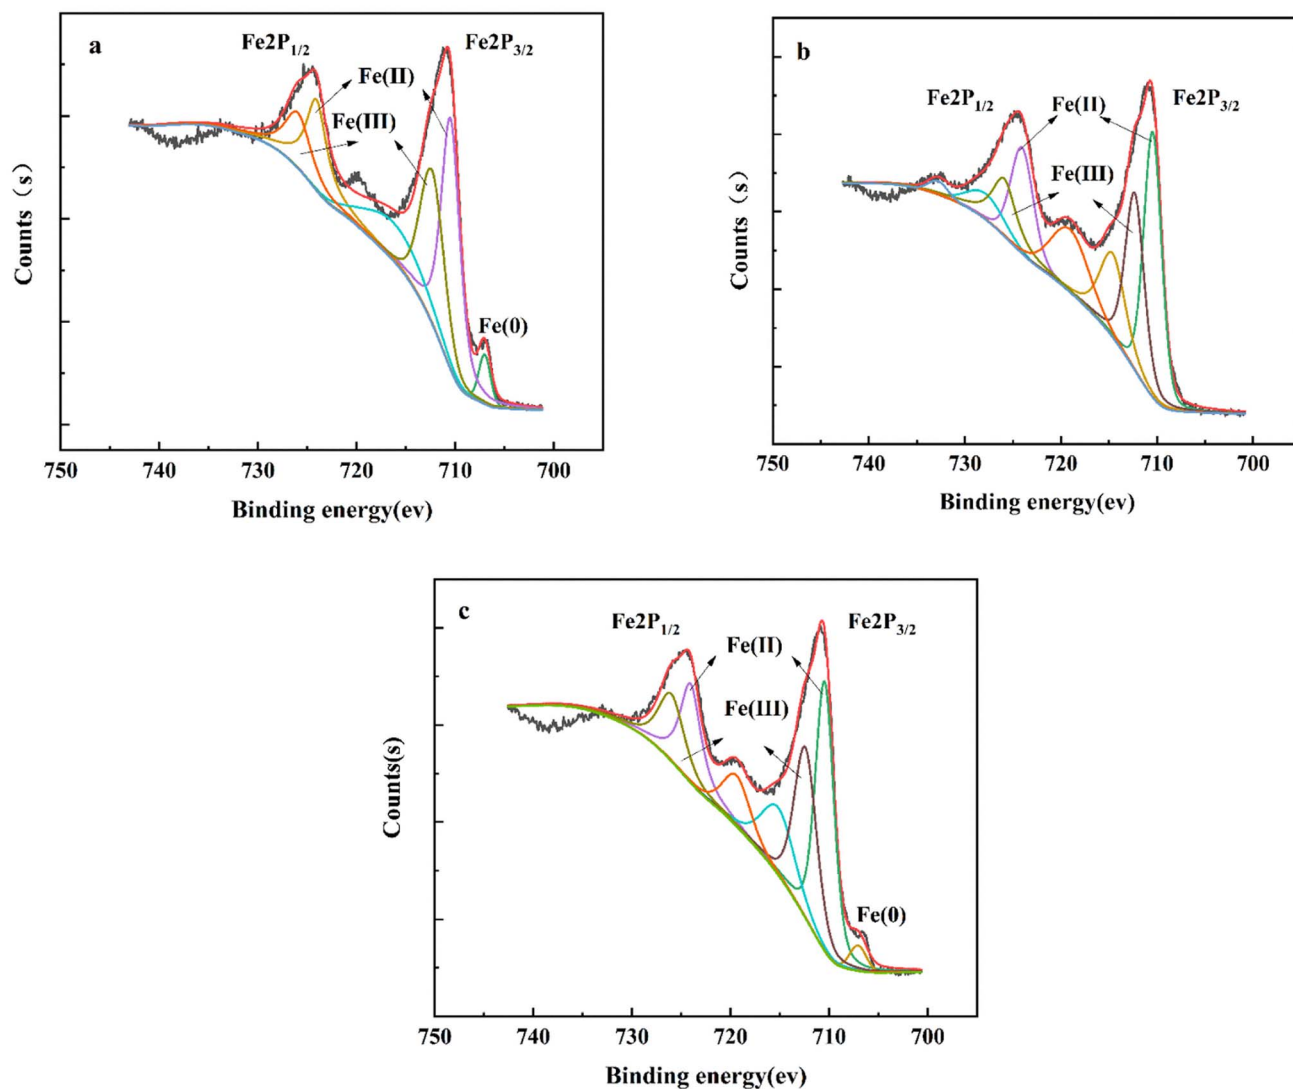 a
Fe2P1/2
Fe2P3/2
Fe(II)
Fe(III)
Fe(0)
Counts（s)
750 740 730 720 710 700
Binding energy(ev)
b
Fe2P1/2
Fe2P3/2
Fe(II)
Fe(III)
Counts（s)
750 740 730 720 710 700
Binding energy(ev)
c
Fe2P1/2
Fe2P3/2
Fe(II)
Fe(III)
Fe(0)
Counts(s)
750 740 730 720 710 700
Binding energy(ev)